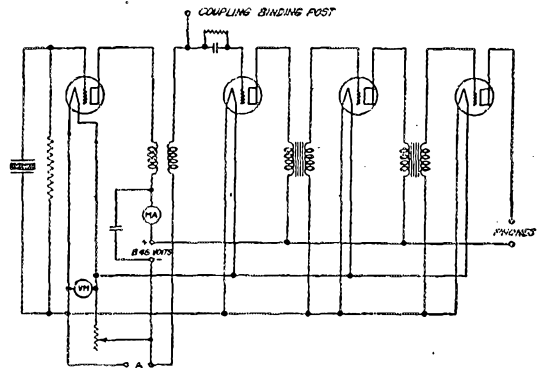 COUPLING BINDING POST
MA
+
B 45 VOLTS
-
PHONES
VM
A